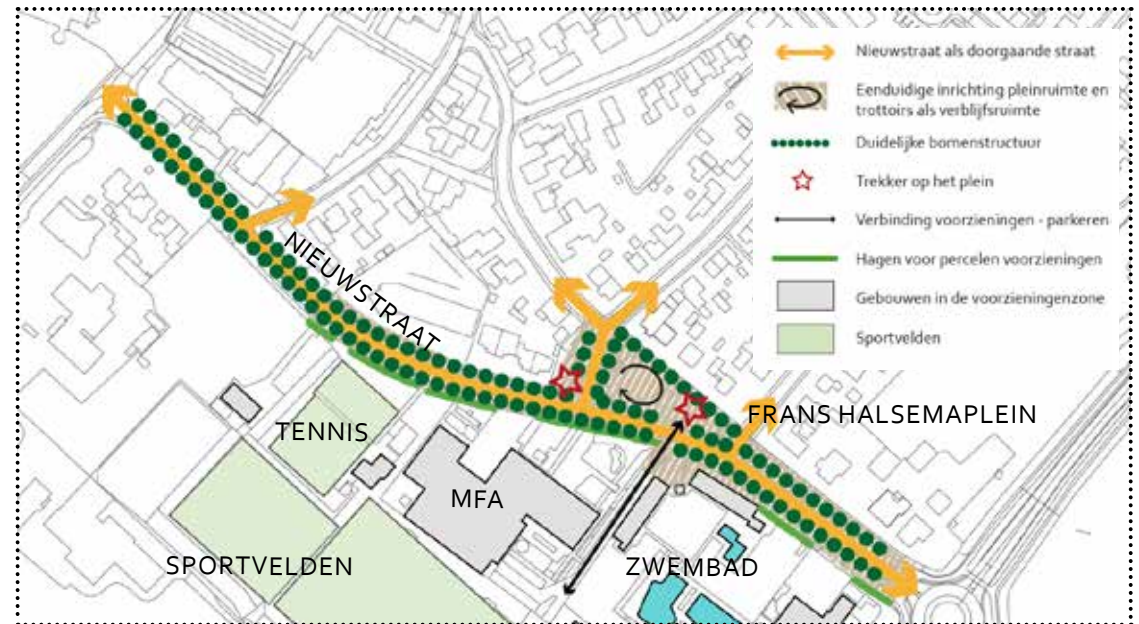 Nieuwstraat als doorgaande straat
Eenduidige inrichting pleinruimte en
trottoirs als verblijfsruimte
Duidelijke bomenstructuur
Trekker op het plein
Verbinding voorzieningen - parkeren
Hagen voor percelen voorzieningen
Gebouwen in de voorzieningenzone
Sportvelden
NIEUWSTRAAT
FRANS HALSEMAPLEIN
TENNIS
MFA
SPORTVELDEN
ZWEMBAD